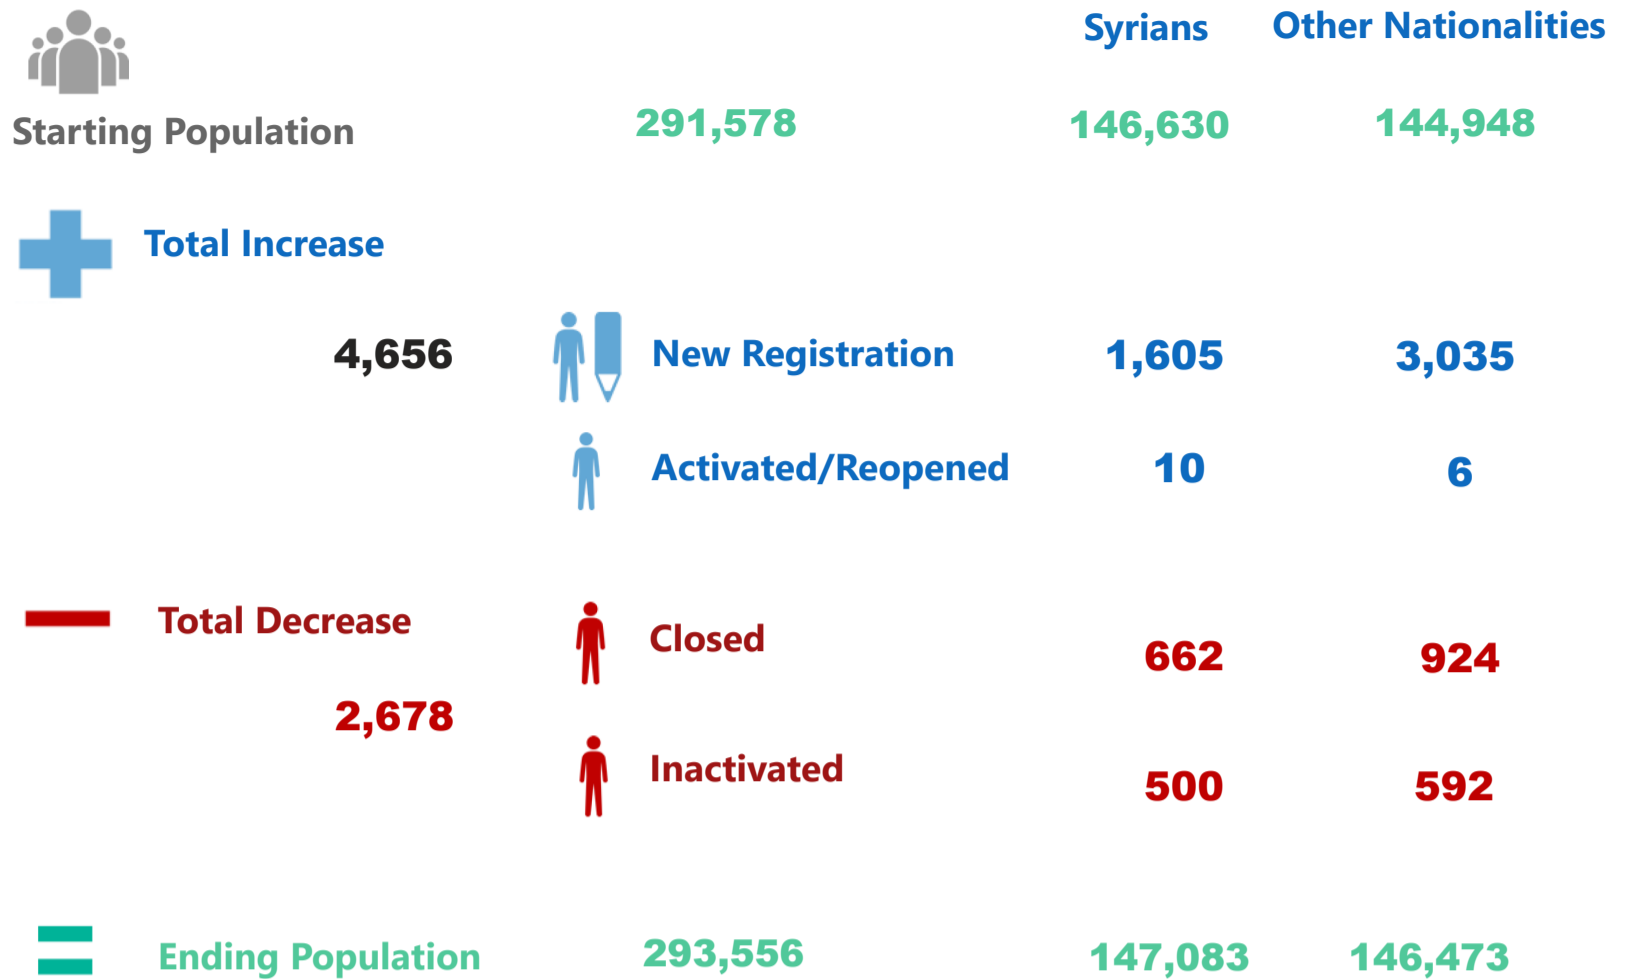 Syrians Other Nationalities
Starting Population 291,578 146,630 144,948
Total Increase
4,656 New Registration 1,605 3,035
Activated/Reopened 10 6
Total Decrease Closed 662 924
2,678
Inactivated 500 592
Ending Population 293,556 147,083 146,473